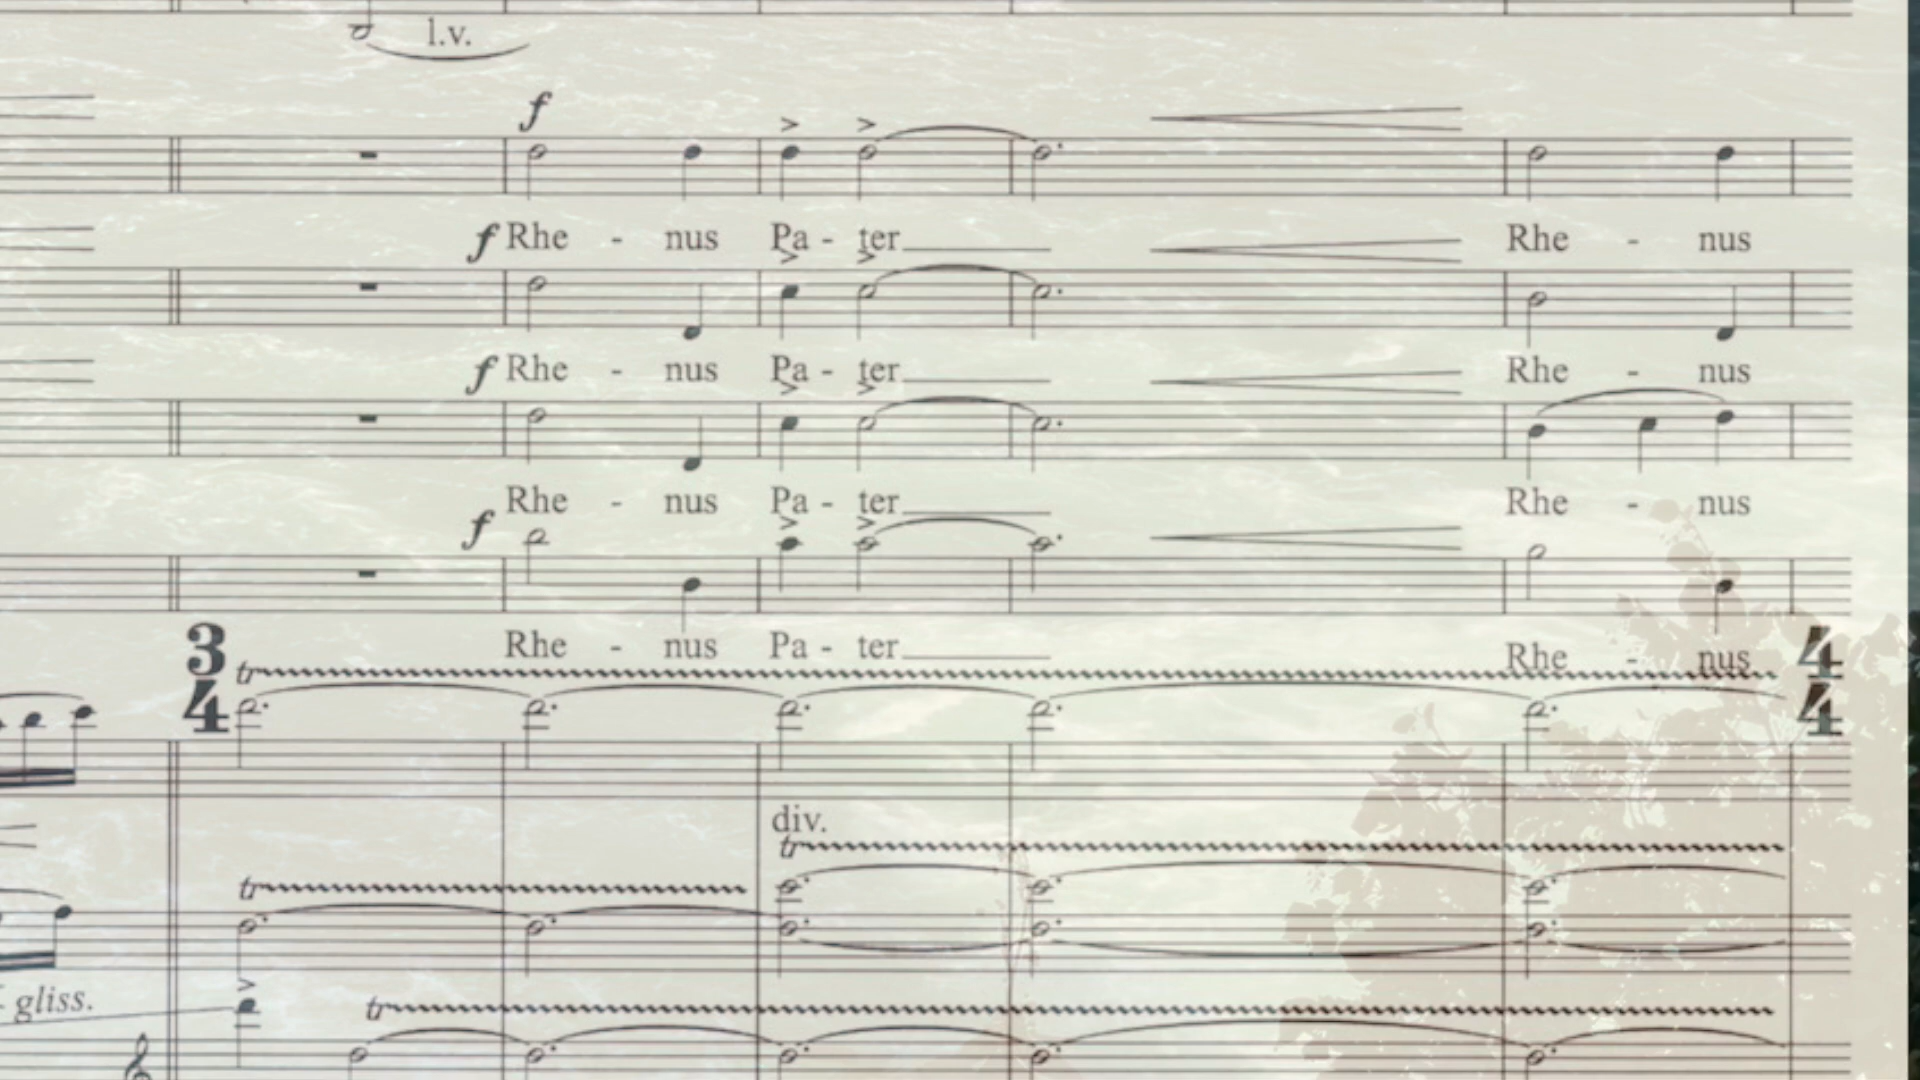 l.v.
f
f Rhe - nus Pa - ter Rhe - nus
f Rhe - nus Pa - ter Rhe - nus
Rhe - nus Pa - ter Rhe - nus
f
Rhe - nus Pa - ter Rhe - nus
3 4 4 4
tr
div.
tr
tr
gliss.
tr